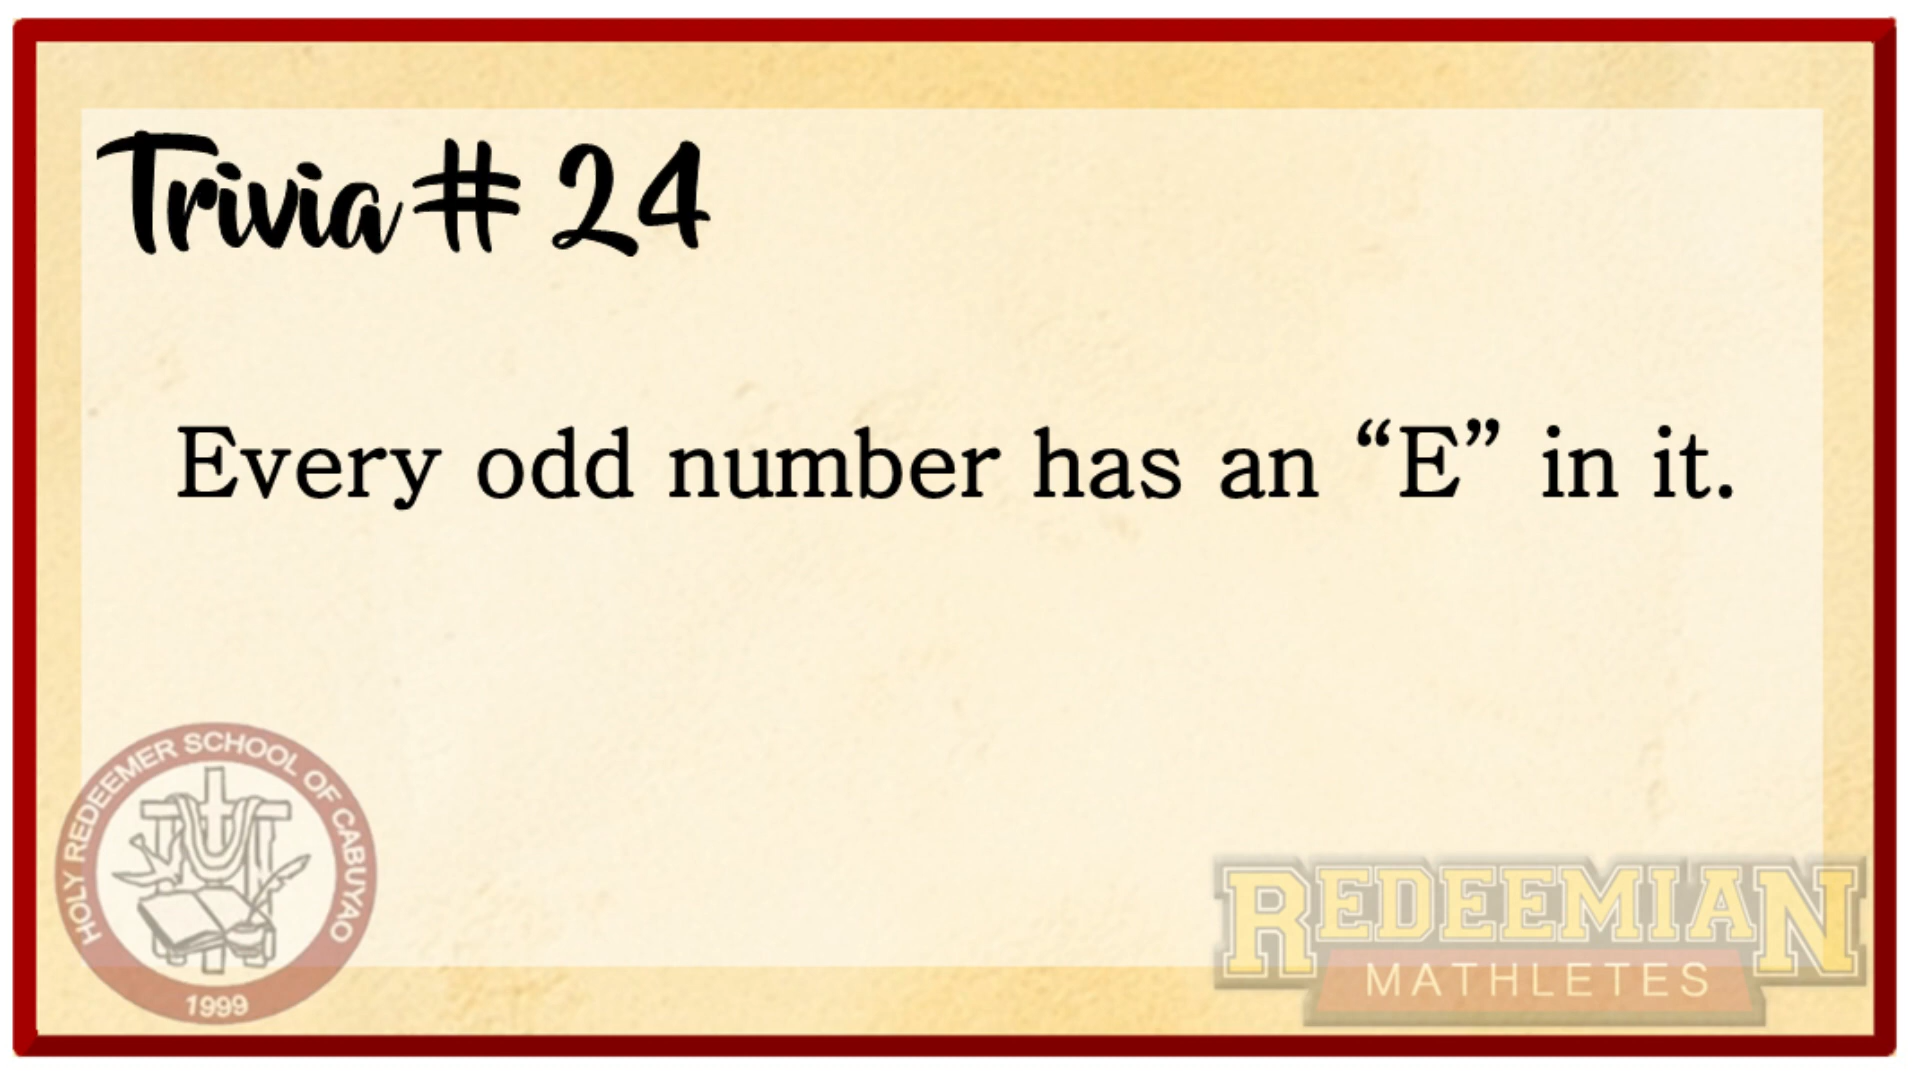 Trivia # 24
Every odd number has an “E” in it.
HOLY REDEEMER SCHOOL OF CABUYAO
1999
REDEEMIAN
MATHLETES